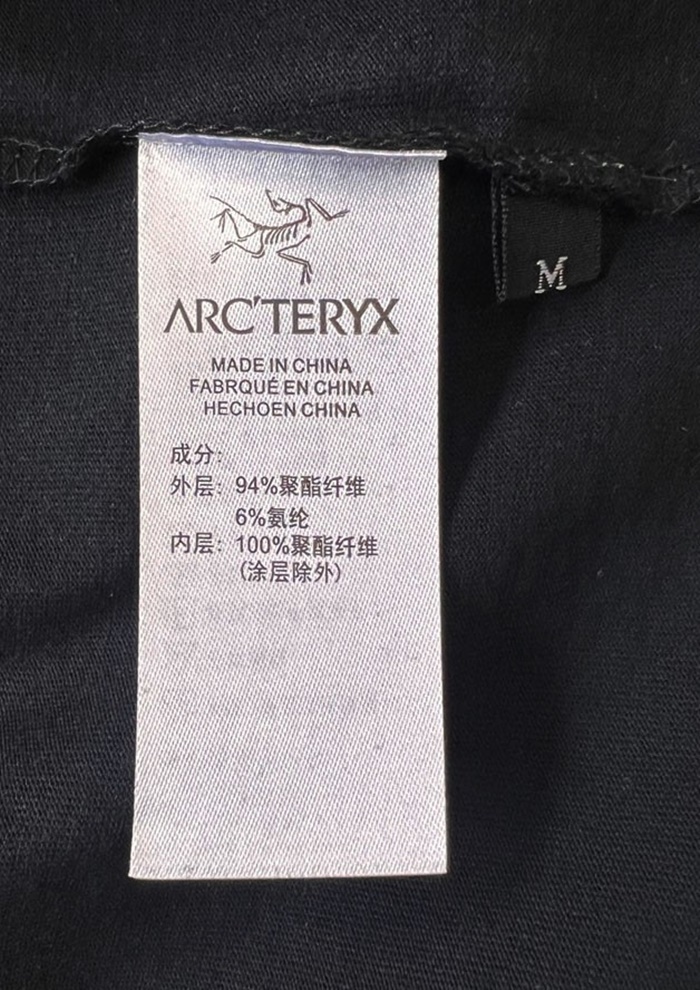 ARC'TERYX
MADE IN CHINA
FABRQUÉ EN CHINA
HECHOEN CHINA
成分:
外层: 94%聚酯纤维
6%氨纶
内层: 100%聚酯纤维
(涂层除外)
M